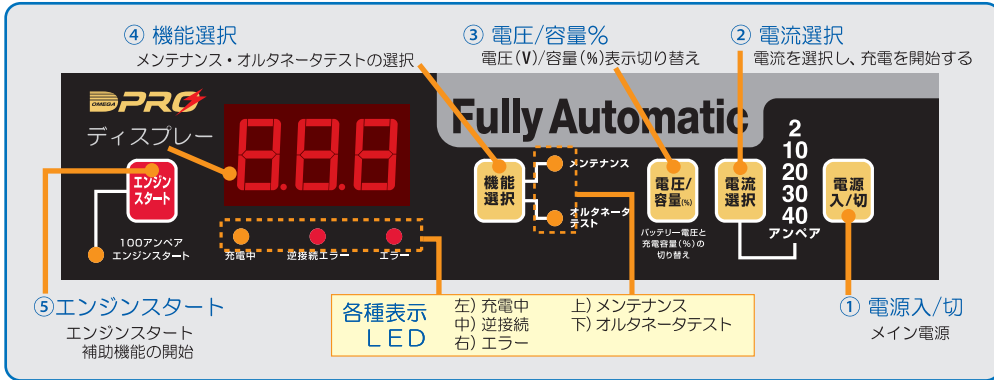 ④ 機能選択
メンテナンス・オルタネータテストの選択
③ 電圧/容量%
電圧(V)/容量(%)表示切り替え
② 電流選択
電流を選択し、充電を開始する
OMEGA
PRO
ディスプレー
8.8.8
Fully Automatic
エンジン
スタート
100アンペア
エンジンスタート
充電中
逆接続エラー
エラー
機能
選択
メンテナンス
オルタネータ
テスト
電圧/
容量(%)
バッテリー電圧と
充電容量(%)の
切り替え
電流
選択
2
10
20
30
40
アンペア
電源
入/切
⑤エンジンスタート
エンジンスタート
補助機能の開始
各種表示
LED
左) 充電中
中) 逆接続
右) エラー
上) メンテナンス
下) オルタネータテスト
① 電源入/切
メイン電源